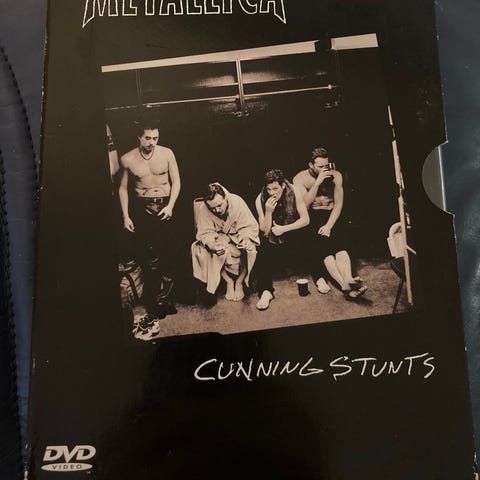 METALLICA
CUNNING STUNTS
DVD
VIDEO